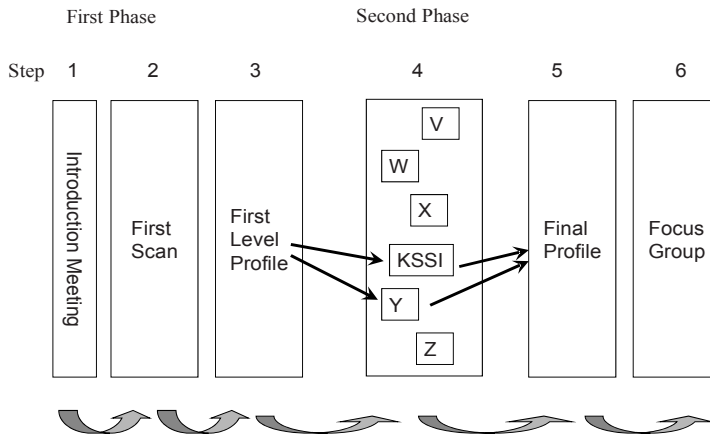 First Phase
Second Phase
Step 1 2 3 4 5 6
Introduction Meeting
First
Scan
First
Level
Profile
V
W
X
KSSI
Y
Z
Final
Profile
Focus
Group